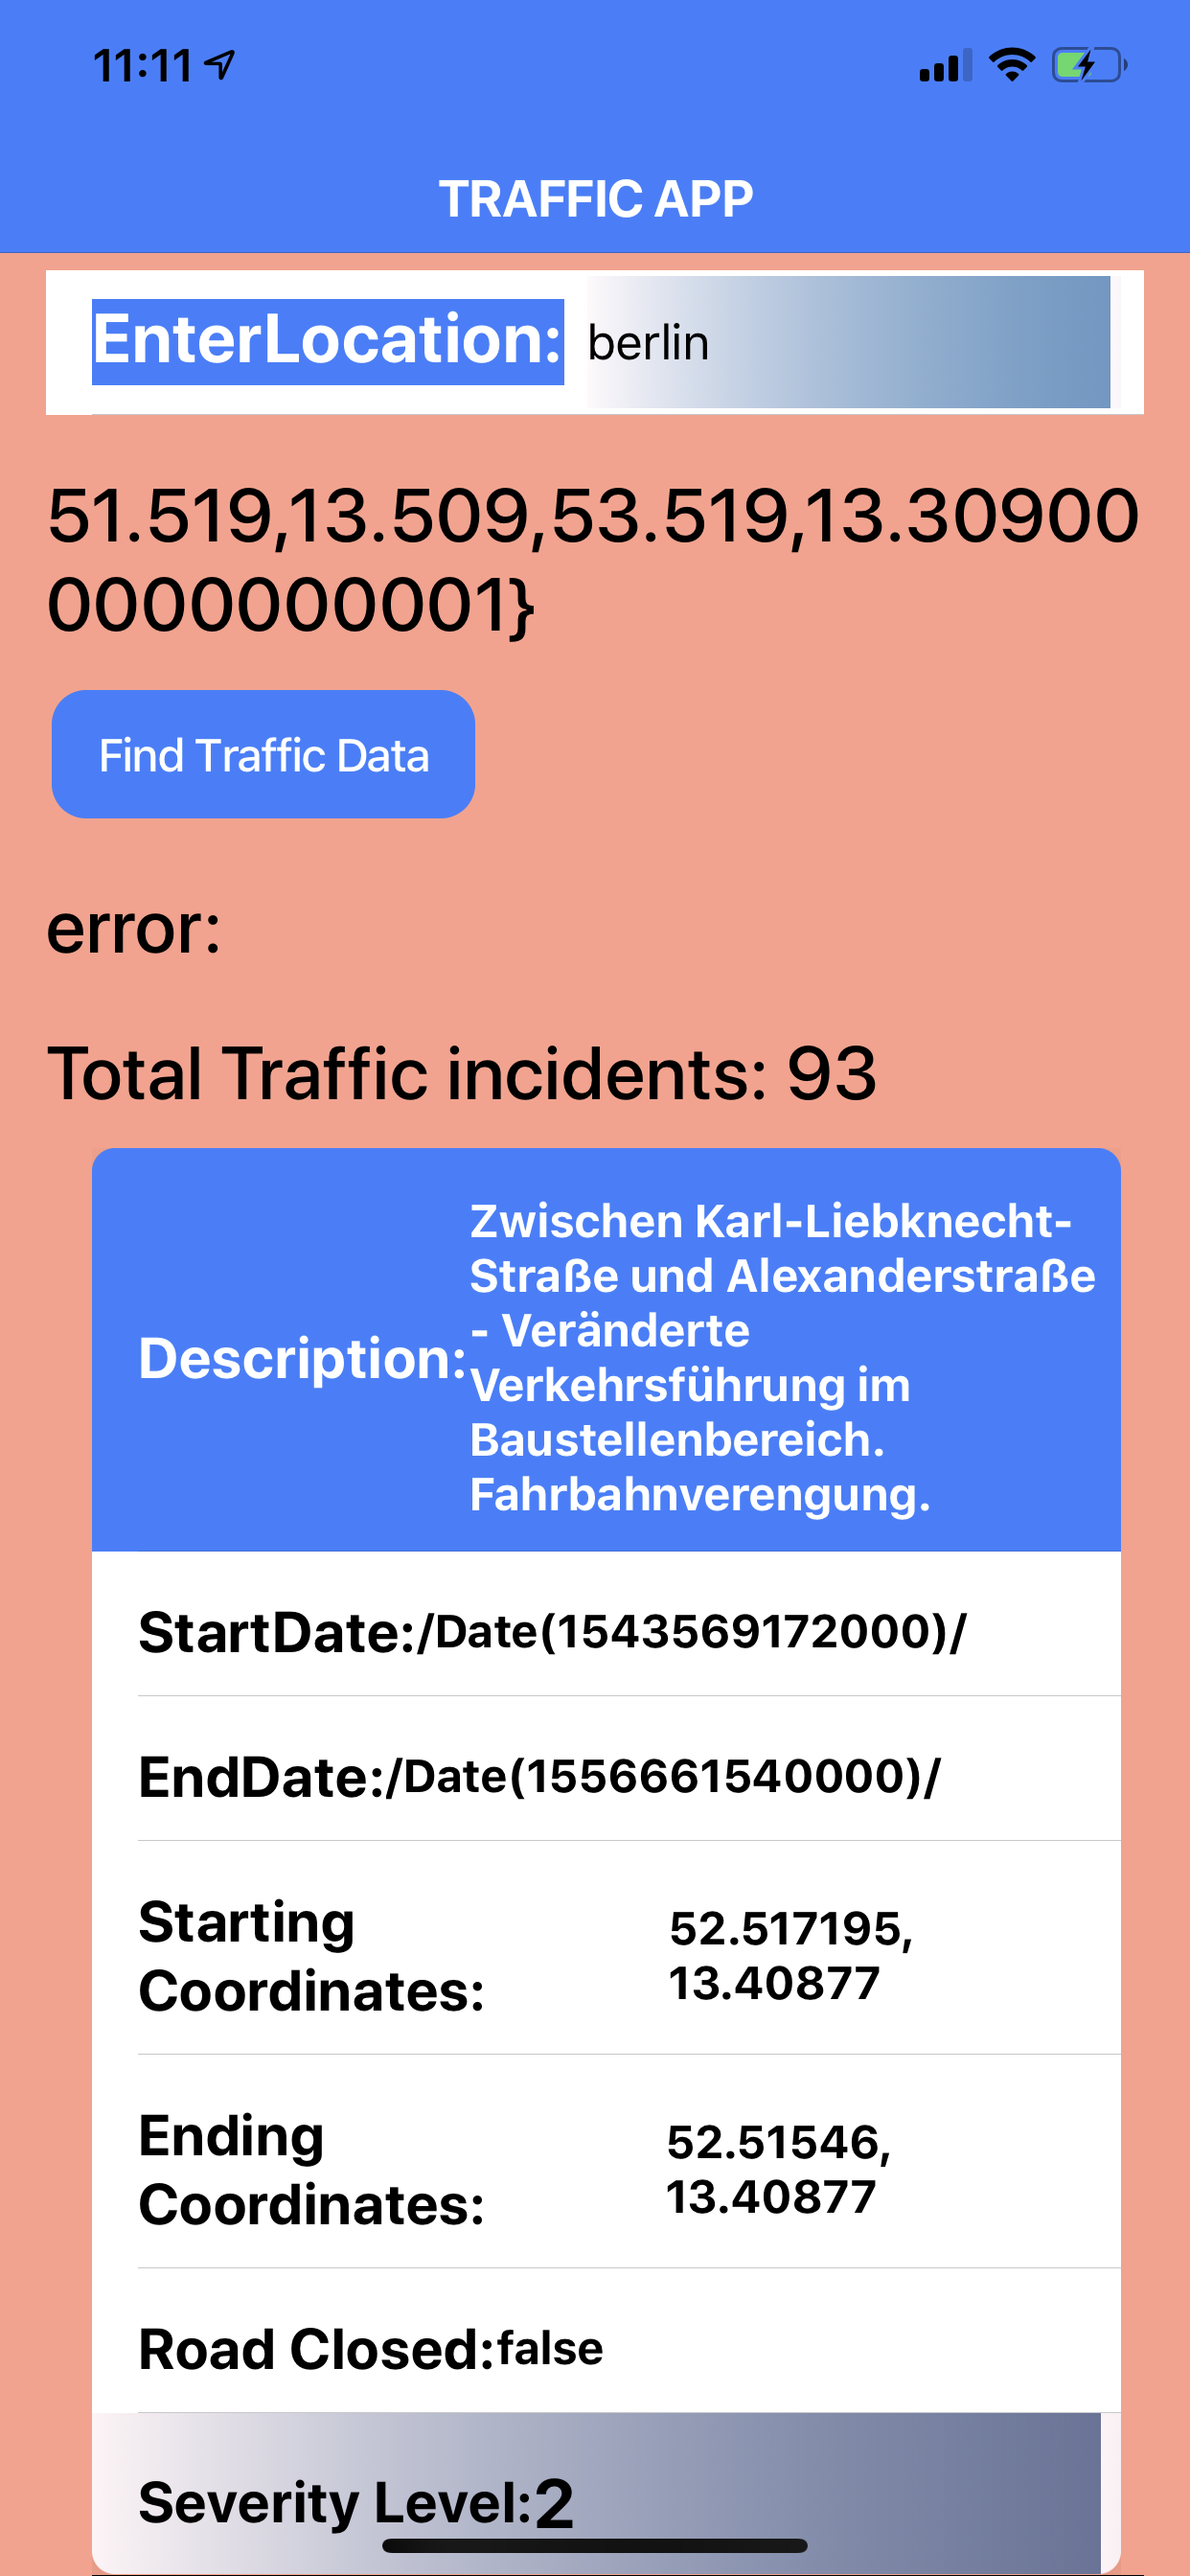 11:11
TRAFFIC APP
EnterLocation: berlin
51.519,13.509,53.519,13.30900
0000000001}
Find Traffic Data
error:
Total Traffic incidents: 93
Description:
Zwischen Karl-Liebknecht-
Straße und Alexanderstraße
- Veränderte
Verkehrsführung im
Baustellenbereich.
Fahrbahnverengung.
StartDate:/Date(1543569172000)/
EndDate:/Date(1556661540000)/
Starting
Coordinates:
52.517195,
13.40877
Ending
Coordinates:
52.51546,
13.40877
Road Closed:false
Severity Level:2